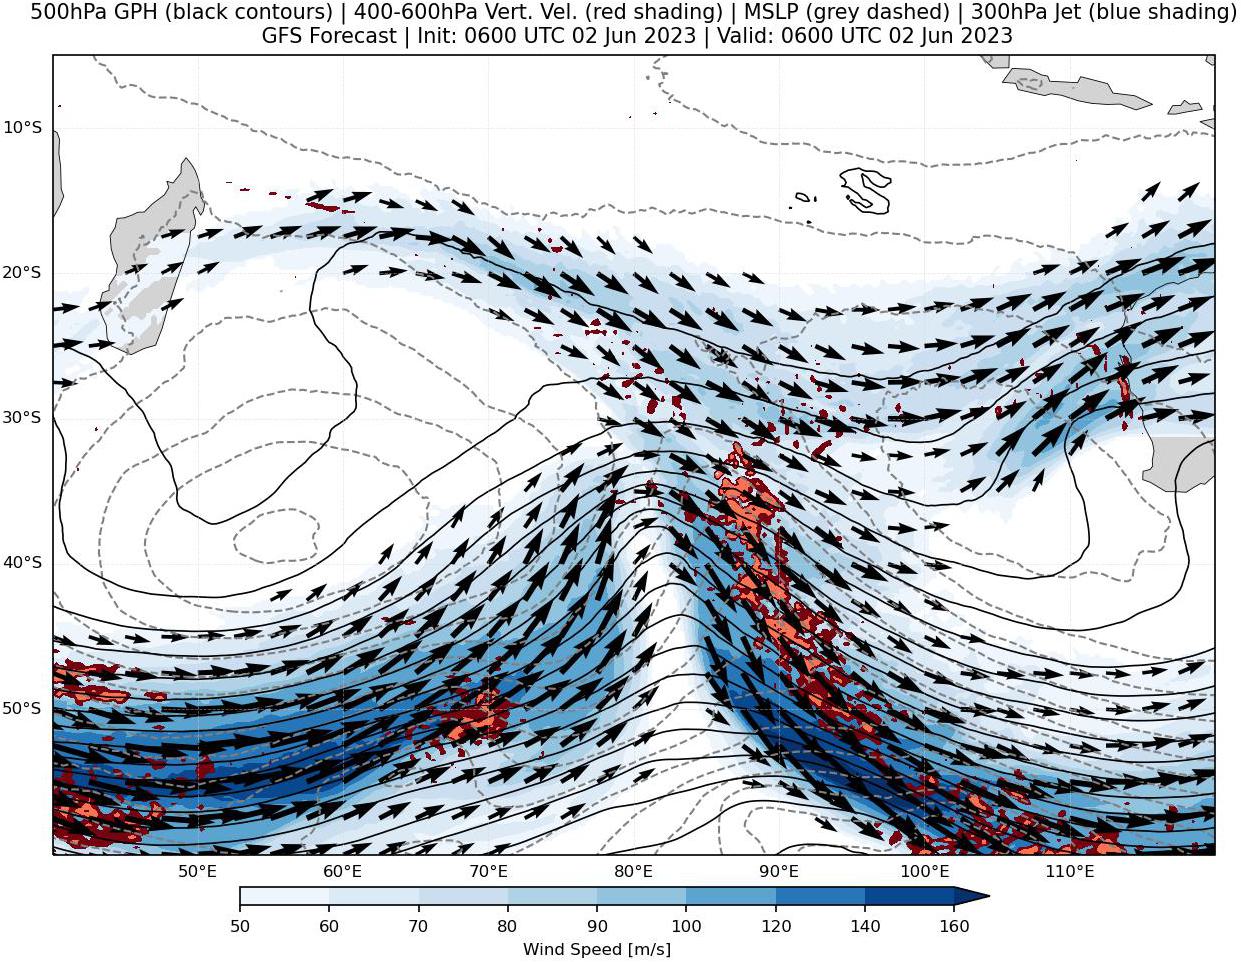 500hPa GPH (black contours) | 400-600hPa Vert. Vel. (red shading) | MSLP (grey dashed) | 300hPa Jet (blue shading)
GFS Forecast | Init: 0600 UTC 02 Jun 2023 | Valid: 0600 UTC 02 Jun 2023
10°S
20°S
30°S
40°S
50°S
50°E 60°E 70°E 80°E 90°E 100°E 110°E
50 60 70 80 90 100 120 140 160
Wind Speed [m/s]